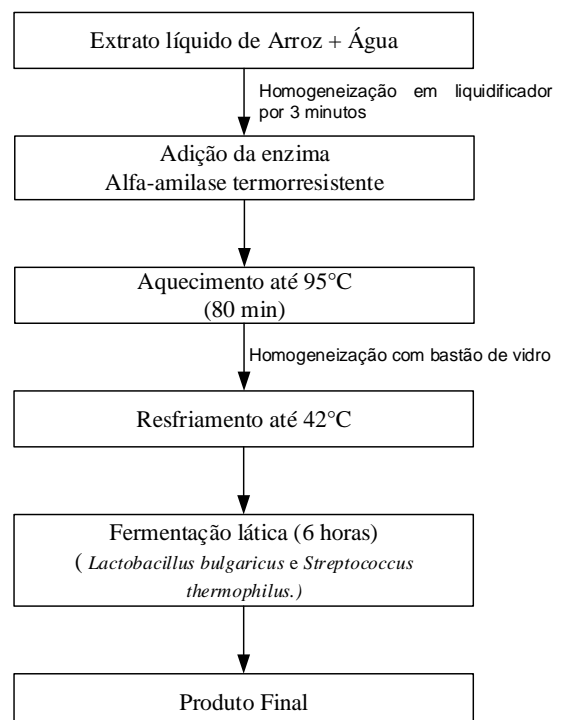 Extrato líquido de Arroz + Água
Homogeneização em liquidificador
por 3 minutos
Adição da enzima
Alfa-amilase termorresistente
Aquecimento até 95°C
(80 min)
Homogeneização com bastão de vidro
Resfriamento até 42°C
Fermentação lática (6 horas)
( Lactobacillus bulgaricus e Streptococcus
thermophilus.)
Produto Final